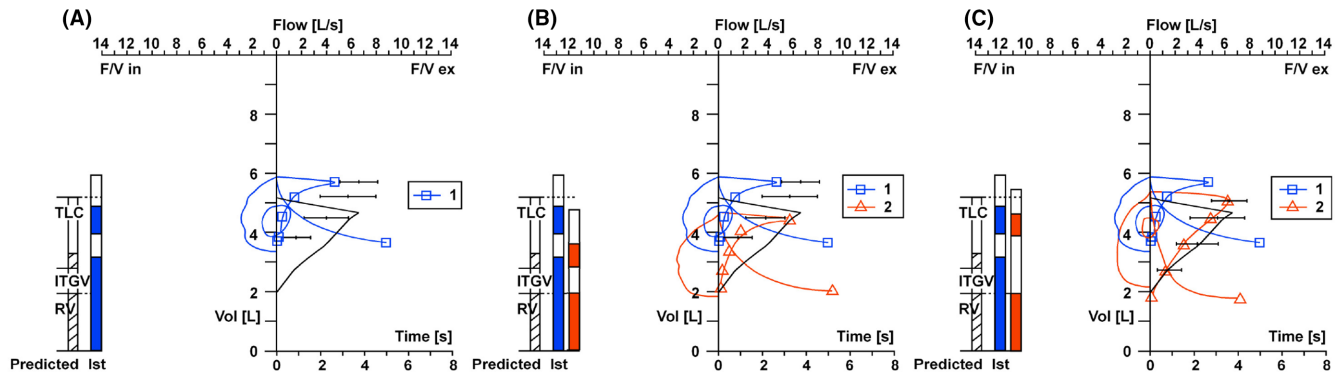 (A)
Flow [L/s]
14 12 10 8 6 4 2 0 2 4 6 8 10 12 14
F/V in F/V ex
8
6
4
2
0
TLC
ITGV
RV
Vol [L]
Time [s]
1
Predicted Ist
0 2 4 6 8
(B)
Flow [L/s]
14 12 10 8 6 4 2 0 2 4 6 8 10 12 14
F/V in F/V ex
8
6
4
2
0
TLC
ITGV
RV
Vol [L]
Time [s]
1
2
Predicted Ist
0 2 4 6 8
(C)
Flow [L/s]
14 12 10 8 6 4 2 0 2 4 6 8 10 12 14
F/V in F/V ex
8
6
4
2
0
TLC
ITGV
RV
Vol [L]
Time [s]
1
2
Predicted Ist
0 2 4 6 8